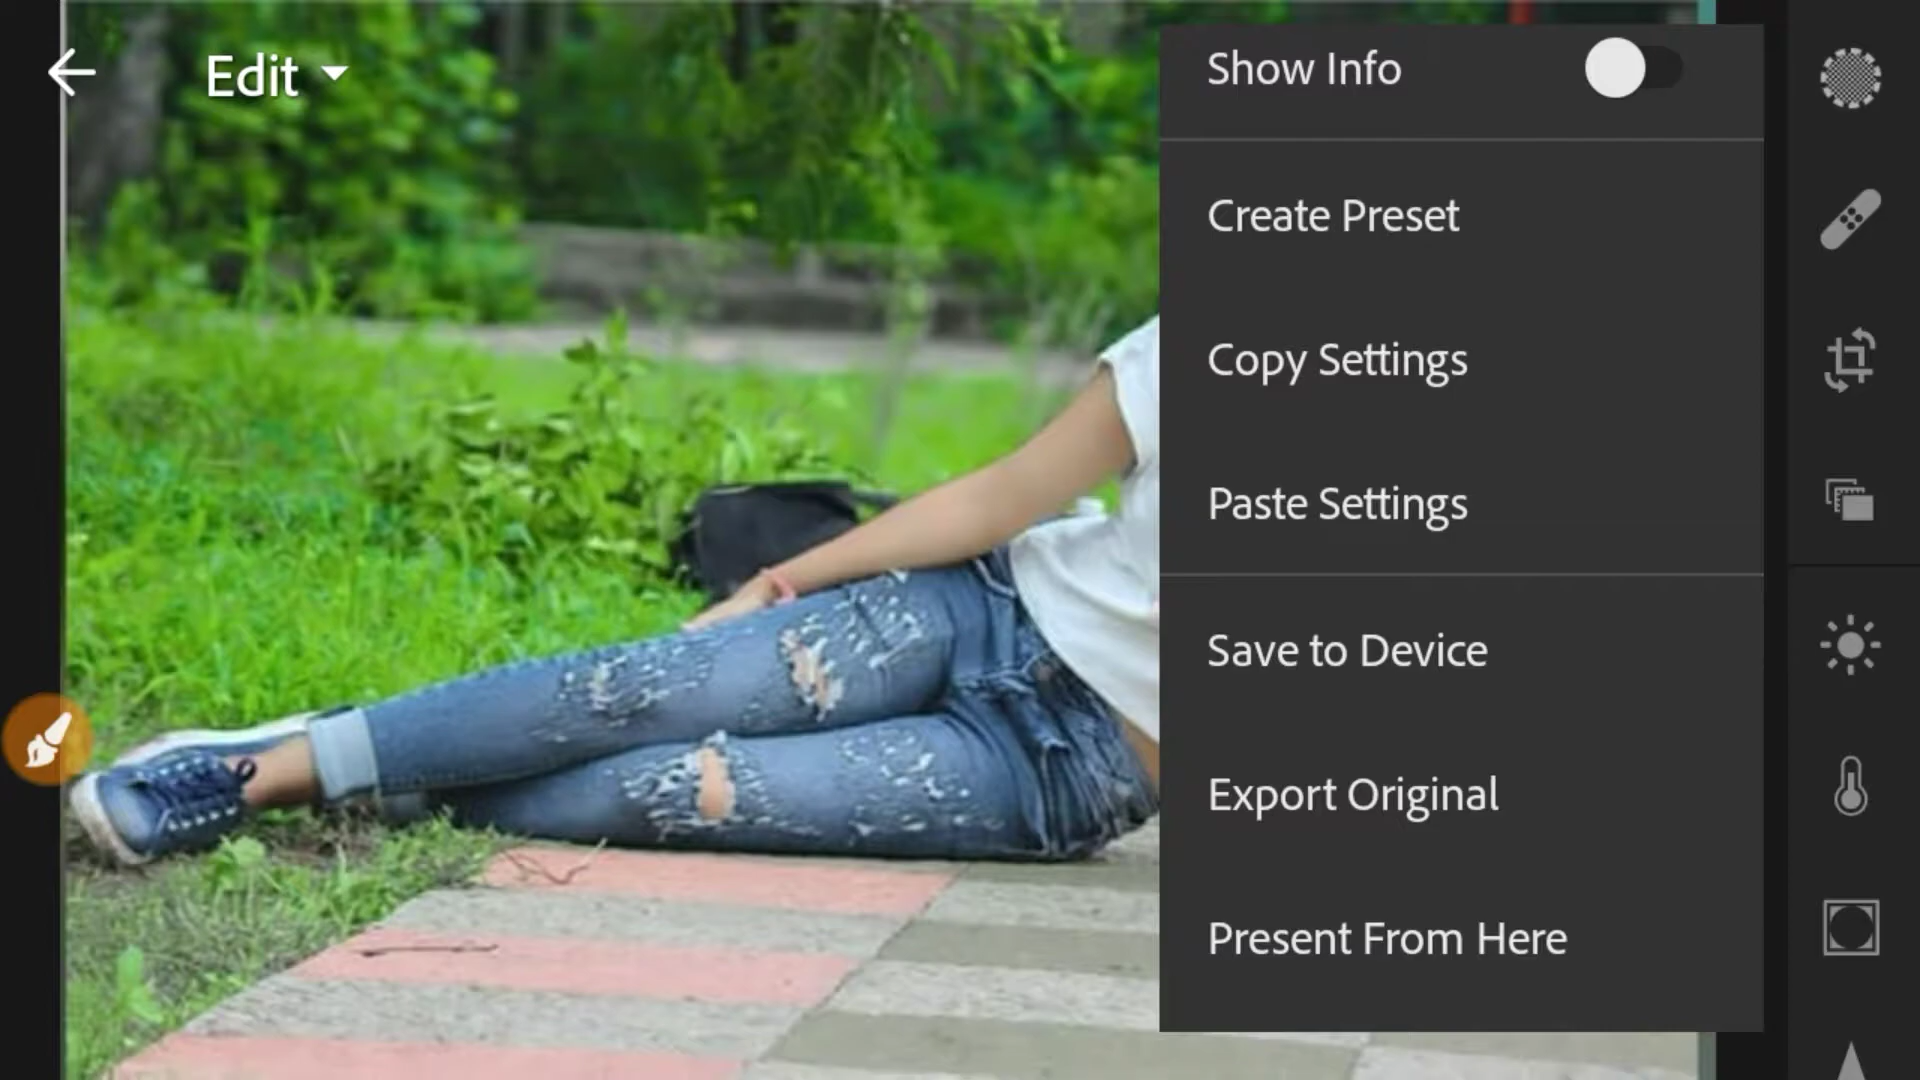 Edit
Show Info
Create Preset
Copy Settings
Paste Settings
Save to Device
Export Original
Present From Here